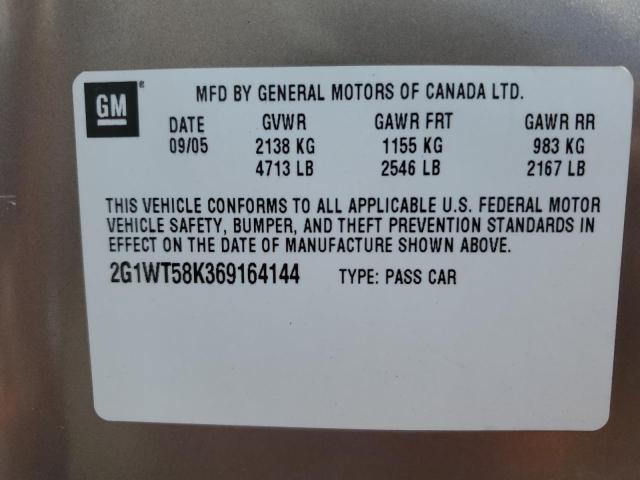 GM®
MFD BY GENERAL MOTORS OF CANADA LTD.
DATE GVWR GAWR FRT GAWR RR
09/05 2138 KG 1155 KG 983 KG
4713 LB 2546 LB 2167 LB
THIS VEHICLE CONFORMS TO ALL APPLICABLE U.S. FEDERAL MOTOR
VEHICLE SAFETY, BUMPER, AND THEFT PREVENTION STANDARDS IN
EFFECT ON THE DATE OF MANUFACTURE SHOWN ABOVE.
2G1WT58K369164144 TYPE: PASS CAR